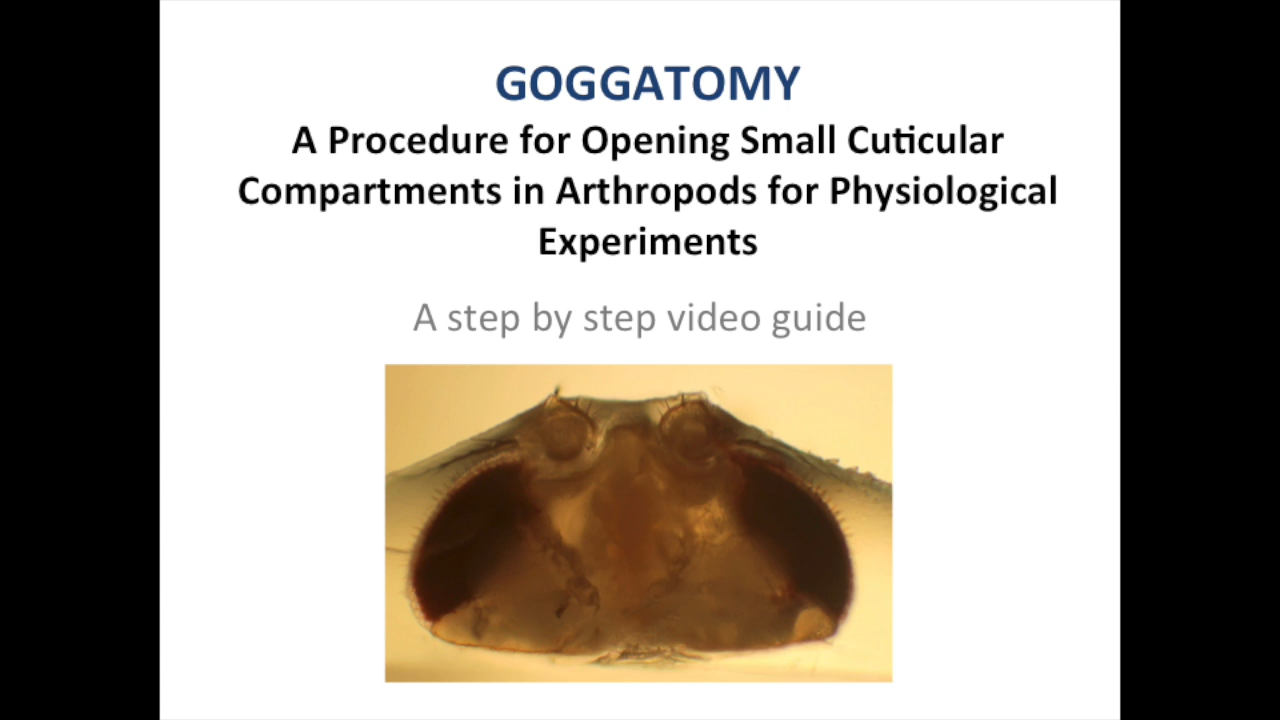 GOGGATOMY
A Procedure for Opening Small Cuticular
Compartments in Arthropods for Physiological
Experiments
A step by step video guide